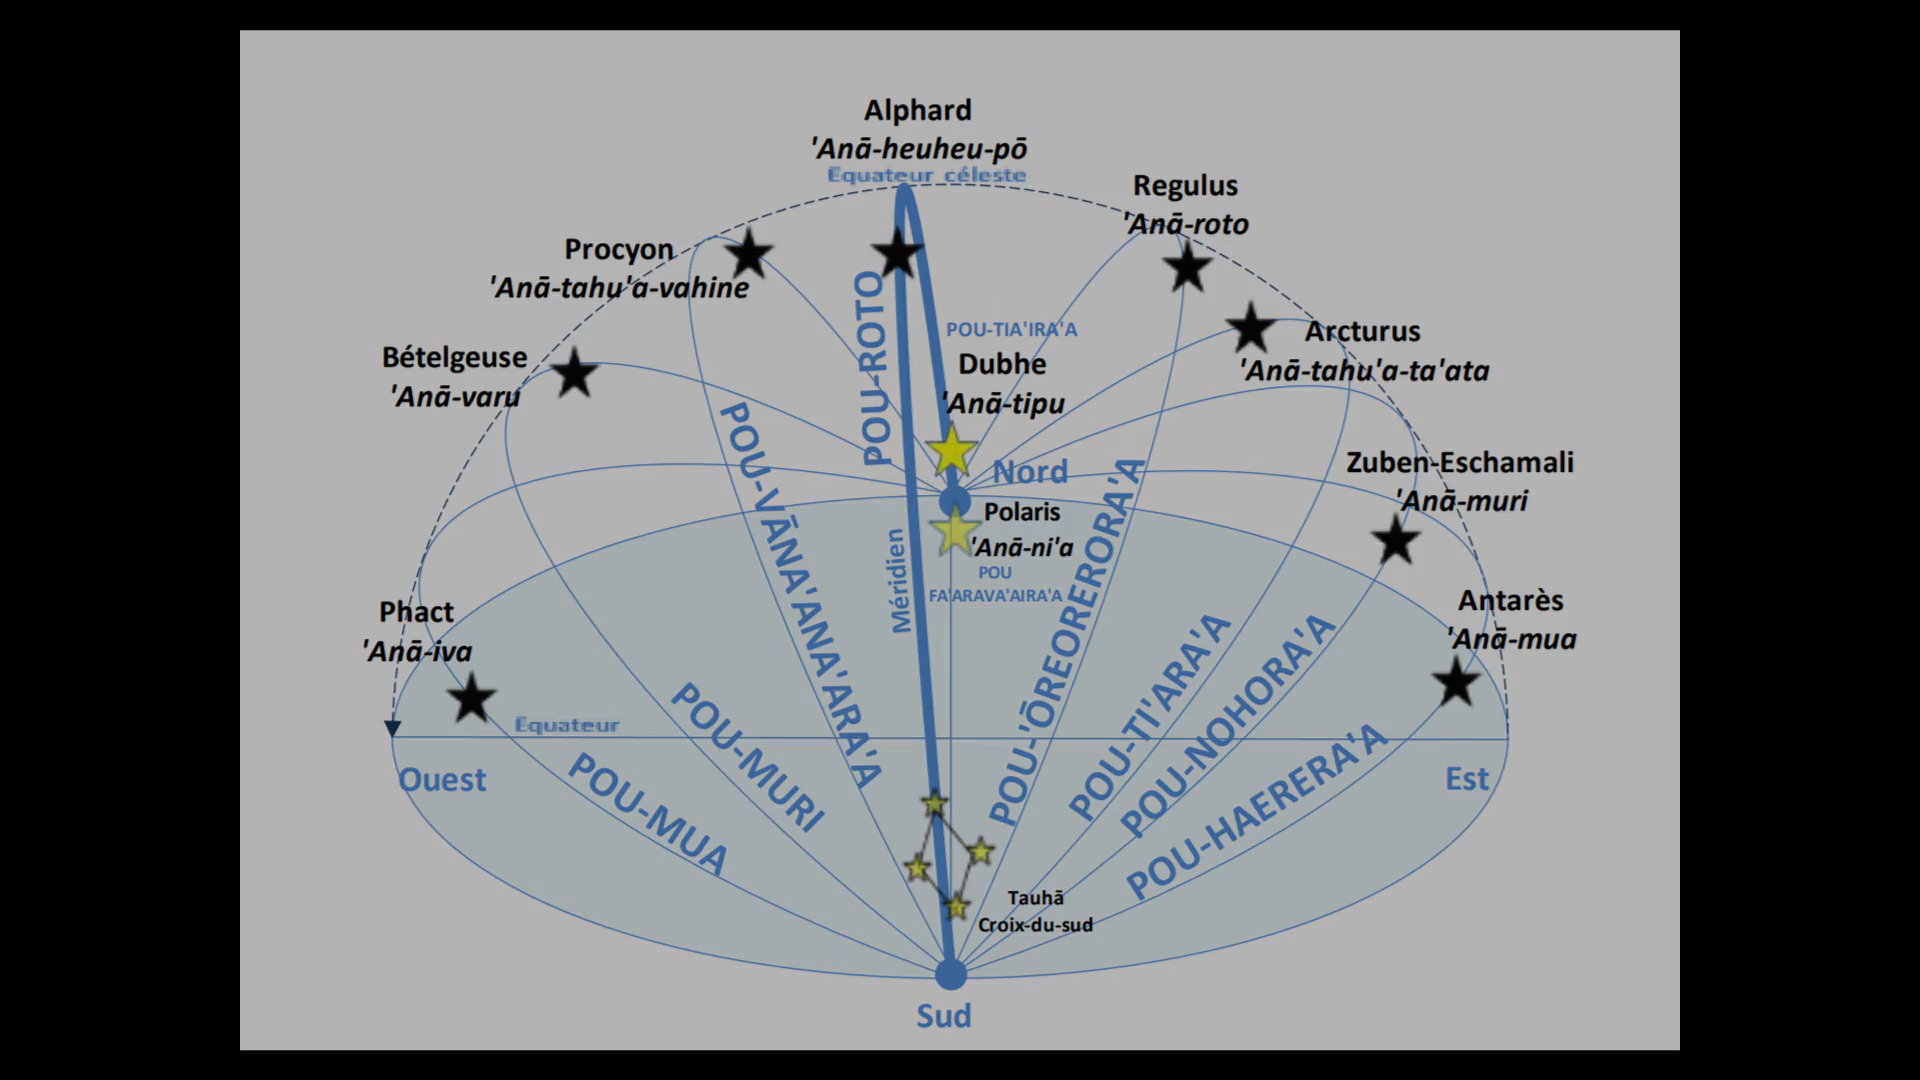 Alphard
'Anā-heuheu-pō
Equateur céleste
Regulus
'Anā-roto
Procyon
'Anā-tahu'a-vahine
Arcturus
'Anā-tahu'a-ta'ata
Bételgeuse
'Anā-varu
POU-ROTO
POU-TIA'IRA'A
Dubhe
'Anā-tipu
Nord
Polaris
'Anā-ni'a
POU
FA'ARAVA'AIRA'A
Méridien
Zuben-Eschamali
'Anā-muri
Antarès
'Anā-mua
Phact
'Anā-iva
Equateur
Ouest
Est
POU-MUA
POU-MURI
POU-VĀNA'ANA'ARA'A
POU-'ŌREORERORA'A
POU-TI'ARA'A
POU-NOHORA'A
POU-HAERERA'A
Tauhā
Croix-du-sud
Sud